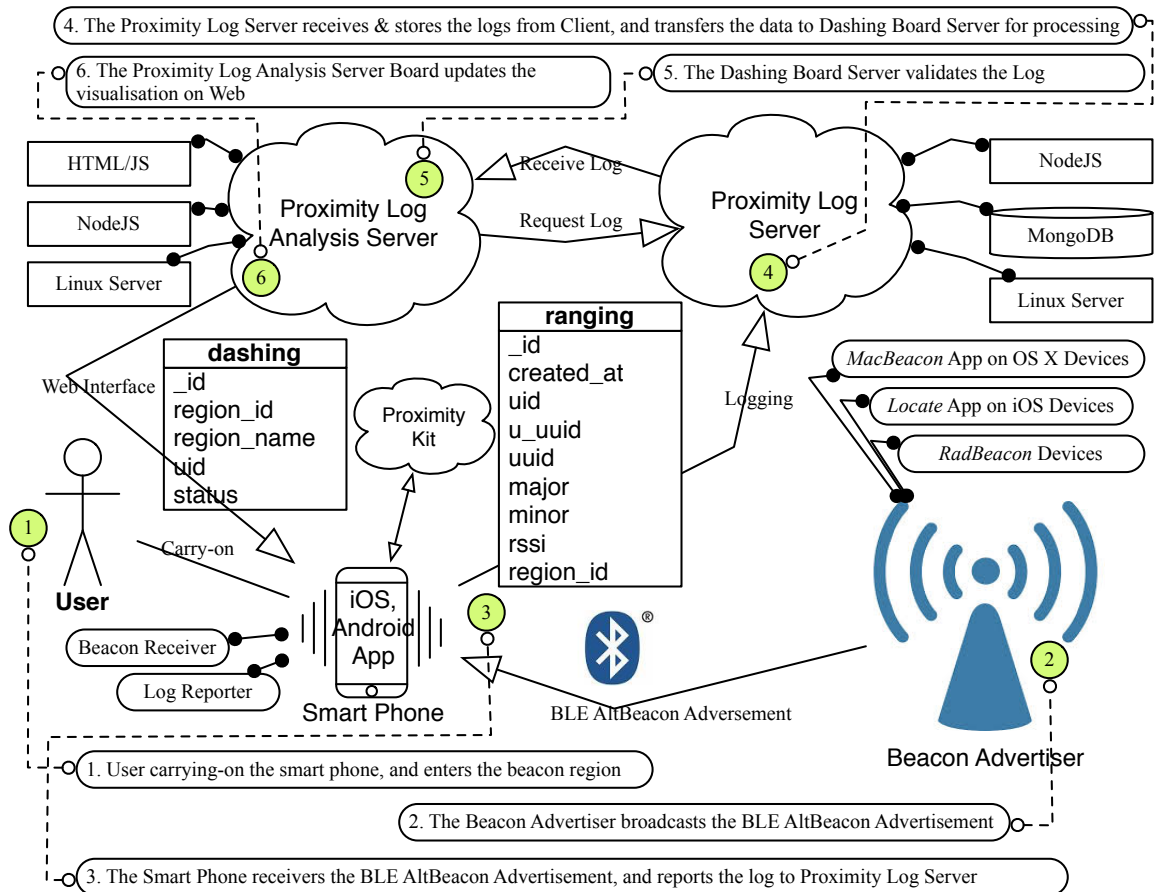 4. The Proximity Log Server receives & stores the logs from Client, and transfers the data to Dashing Board Server for processing
6. The Proximity Log Analysis Server Board updates the
visualisation on Web
5. The Dashing Board Server validates the Log
HTML/JS
NodeJS
Linux Server
5
Proximity Log
Analysis Server
6
Receive Log
Request Log
Proximity Log
Server
4
NodeJS
MongoDB
Linux Server
dashing
_id
region_id
region_name
uid
status
Web Interface
Proximity
Kit
ranging
_id
created_at
uid
u_uuid
uuid
major
minor
rssi
region_id
Logging
MacBeacon App on OS X Devices
Locate App on iOS Devices
RadBeacon Devices
1
User
Carry-on
Beacon Receiver
Log Reporter
iOS,
Android
App
Smart Phone
3
®
BLE AltBeacon Adversement
2
Beacon Advertiser
1. User carrying-on the smart phone, and enters the beacon region
2. The Beacon Advertiser broadcasts the BLE AltBeacon Advertisement
3. The Smart Phone receivers the BLE AltBeacon Advertisement, and reports the log to Proximity Log Server